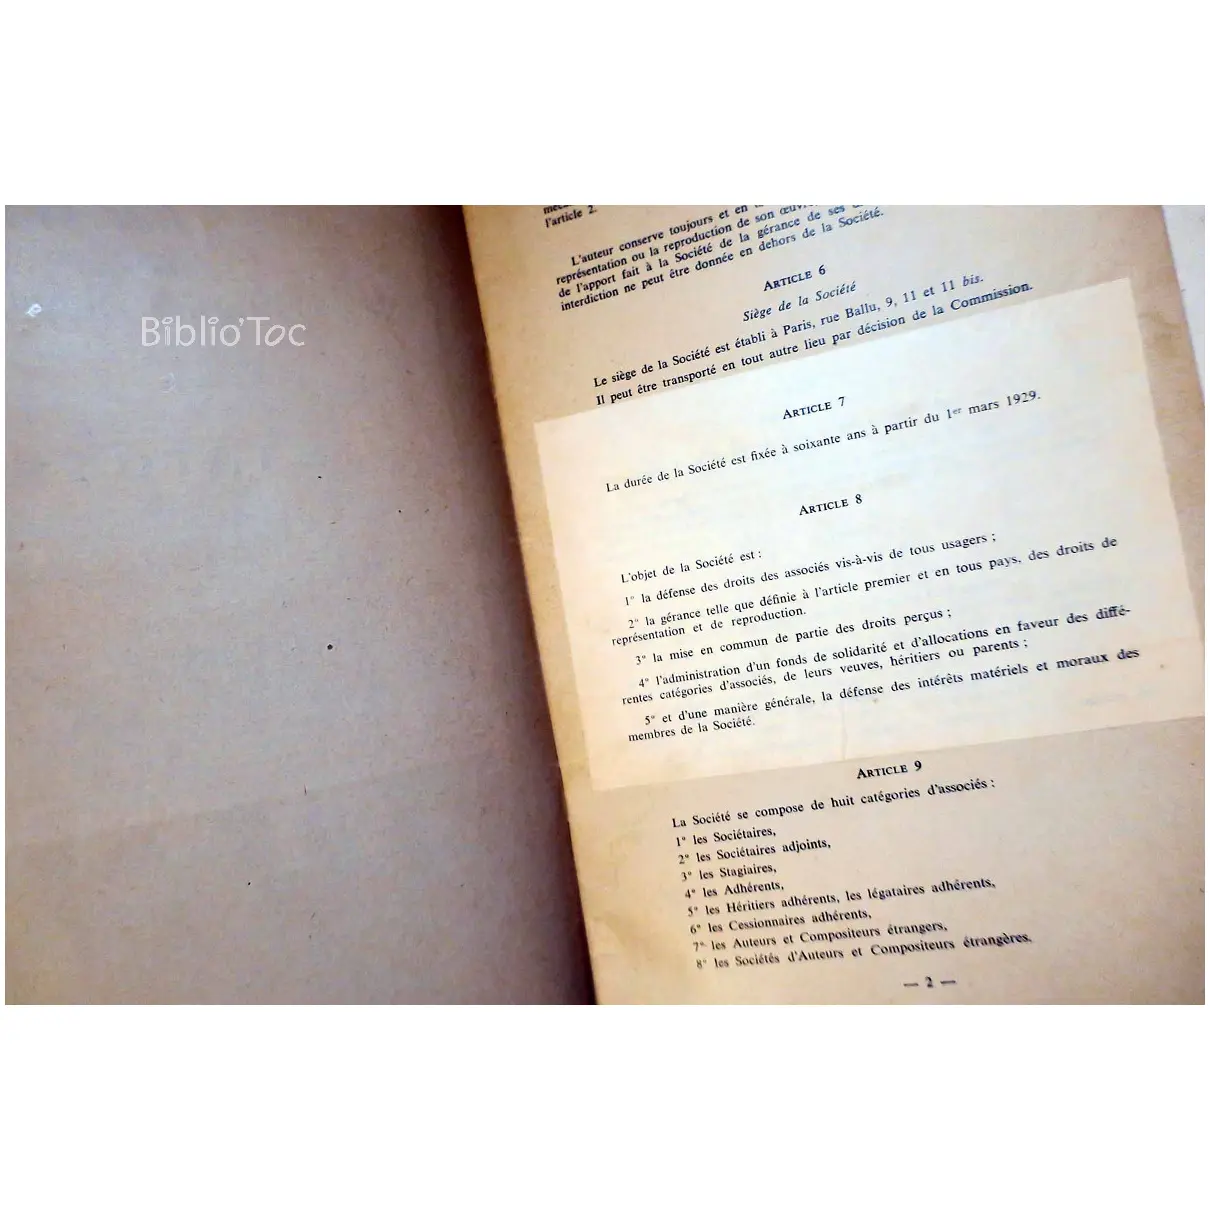 Biblio'Toc
l'article 2.
L'auteur conserve toujours et en
représentation ou la reproduction de son
de l'apport fait à la Société de la gérance de ses
interdiction ne peut être donnée en dehors de la Société.
ARTICLE 6
Siège de la Société
Le siège de la Société est établi à Paris, rue Ballu, 9, 11 et 11 bis.
Il peut être transporté en tout autre lieu par décision de la Commission.
ARTICLE 7
La durée de la Société est fixée à soixante ans à partir du 1er mars 1929.
ARTICLE 8
L'objet de la Société est :
1° la défense des droits des associés vis-à-vis de tous usagers ;
2° la gérance telle que définie à l'article premier et en tous pays, des droits de
représentation et de reproduction.
3° la mise en commun de partie des droits perçus ;
4° l'administration d'un fonds de solidarité et d'allocations en faveur des diffé-
rentes catégories d'associés, de leurs veuves, héritiers ou parents ;
5° et d'une manière générale, la défense des intérêts matériels et moraux des
membres de la Société.
ARTICLE 9
La Société se compose de huit catégories d'associés :
1° les Sociétaires,
2° les Sociétaires adjoints,
3° les Stagiaires,
4° les Adhérents,
5° les Héritiers adhérents, les légataires adhérents,
6° les Cessionnaires adhérents,
7° les Auteurs et Compositeurs étrangers,
8° les Sociétés d'Auteurs et Compositeurs étrangères.
— 2 —